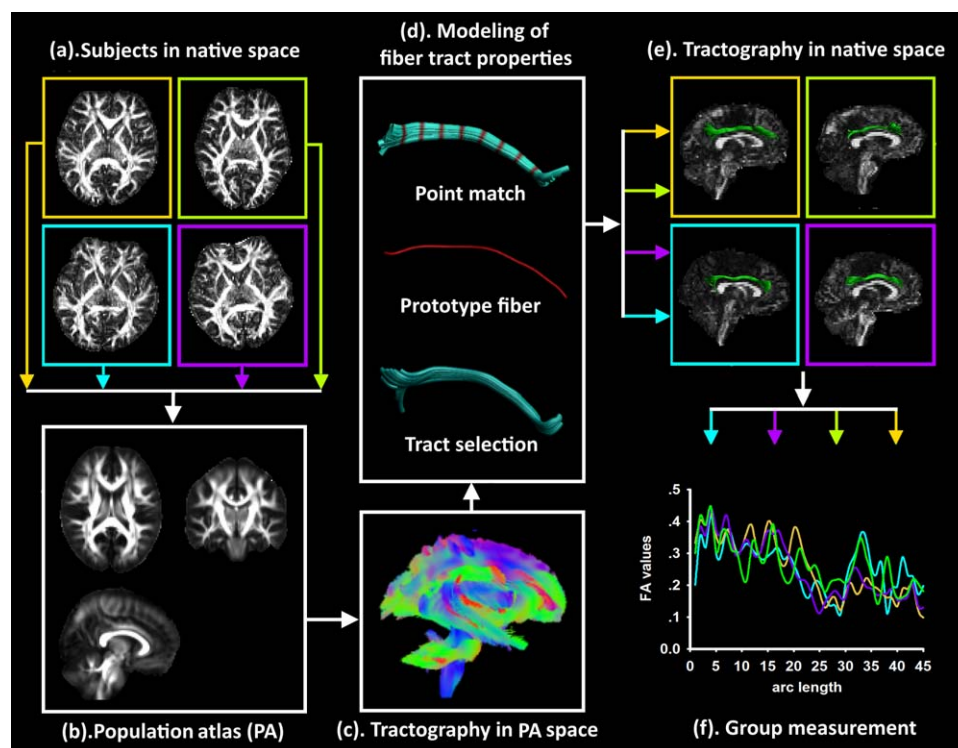 (a).Subjects in native space
(d). Modeling of
fiber tract properties
(e). Tractography in native space
Point match
Prototype fiber
Tract selection
(b).Population atlas (PA)
(c). Tractography in PA space
.5
.4
.3
.2
.1
0.0
FA values
0
5
10
15
20
25
30
35
40
45
arc length
(f). Group measurement